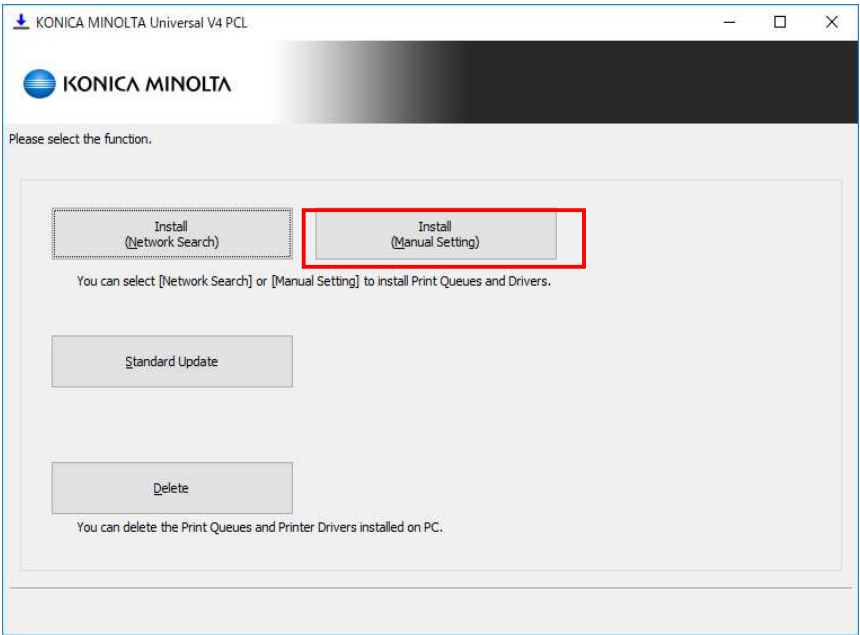 KONICA MINOLTA Universal V4 PCL
KONICA MINOLTA
Please select the function.
Install
(Network Search)
Install
(Manual Setting)
You can select [Network Search] or [Manual Setting] to install Print Queues and Drivers.
Standard Update
Delete
You can delete the Print Queues and Printer Drivers installed on PC.